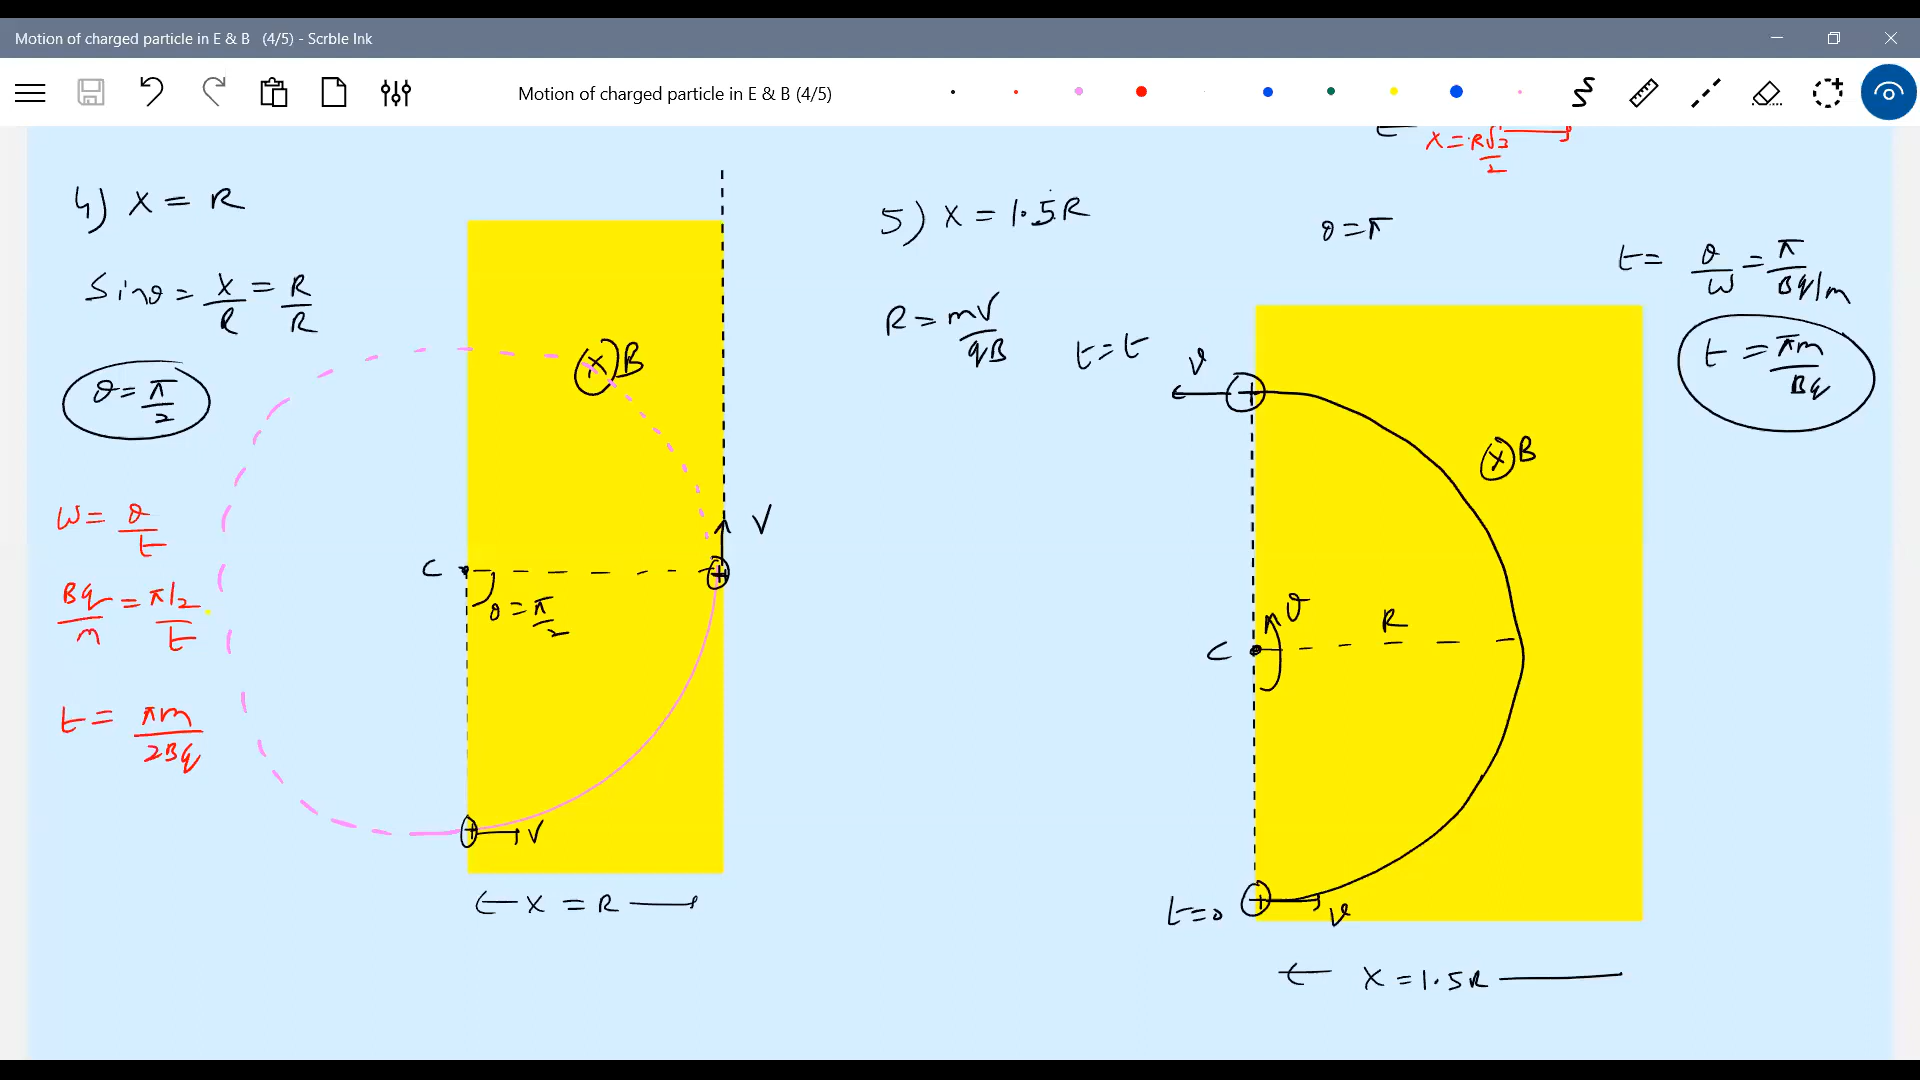 Motion of charged particle in E & B (4/5) - Scrble Ink
Motion of charged particle in E & B (4/5)
X = R√3/2
4) X = R
Sinθ = X/R = R/R
θ = π/2
ω = θ/t
Bq/m = π/2/t
t = πm/2Bq
(x) B
V
C
θ = π/2
+ V
← X = R →
5) X = 1.5R
θ = π
R = mV/qB
t = θ/ω = π/Bq/m
t = πm/Bq
t = t
v
+
(x) B
θ
R
C
t = 0
+ v
← X = 1.5R